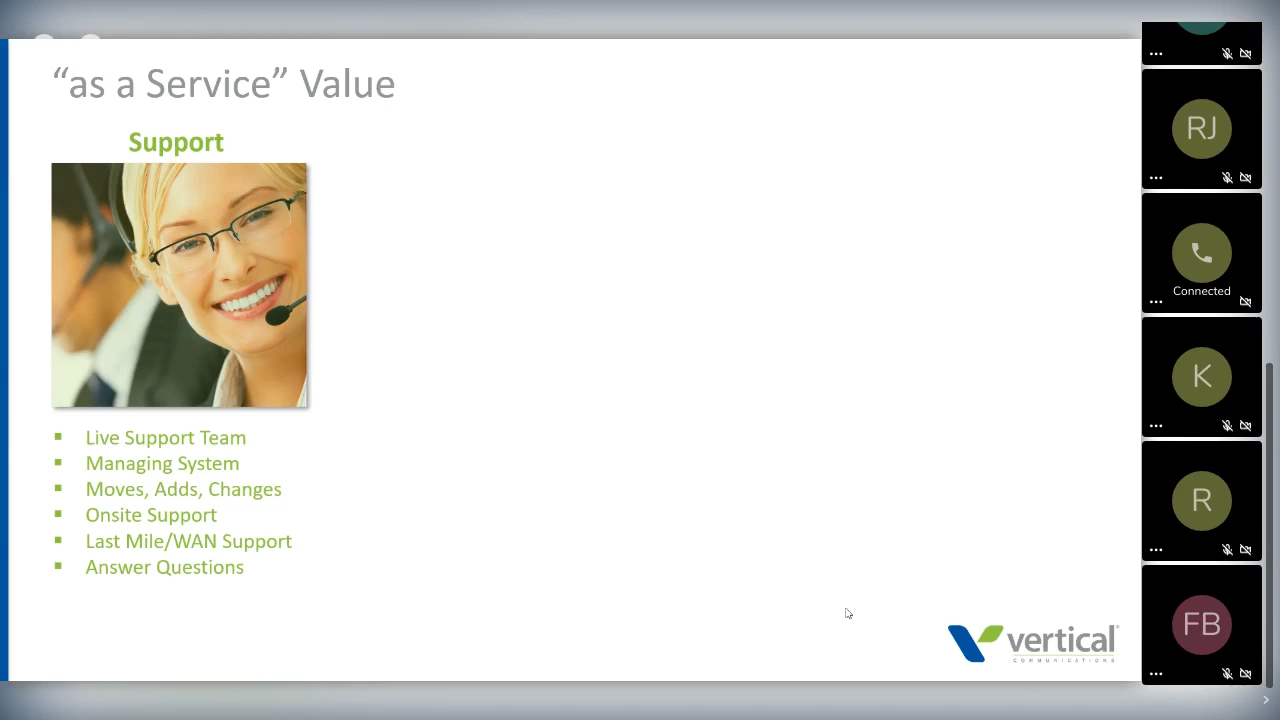 “as a Service” Value
Support
Live Support Team
Managing System
Moves, Adds, Changes
Onsite Support
Last Mile/WAN Support
Answer Questions
vertical
COMMUNICATIONS
RJ
Connected
K
R
FB